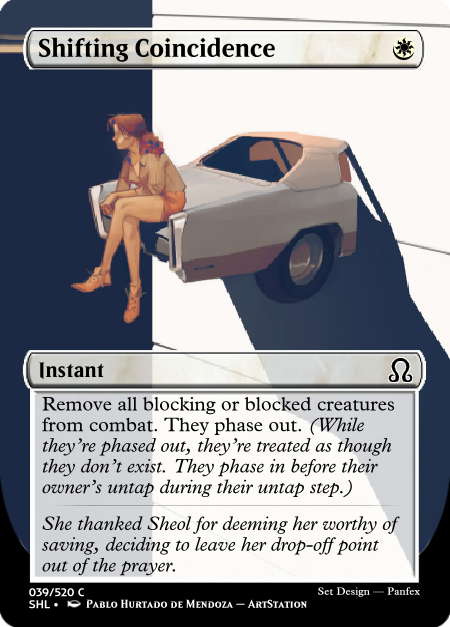 Shifting Coincidence
Instant
Remove all blocking or blocked creatures
from combat. They phase out. (While
they're phased out, they're treated as though
they don't exist. They phase in before their
owner's untap during their untap step.)
She thanked Sheol for deeming her worthy of
saving, deciding to leave her drop-off point
out of the prayer.
039/520 C
Set Design — Panfex
SHL • Pablo Hurtado de Mendoza — ArtStation